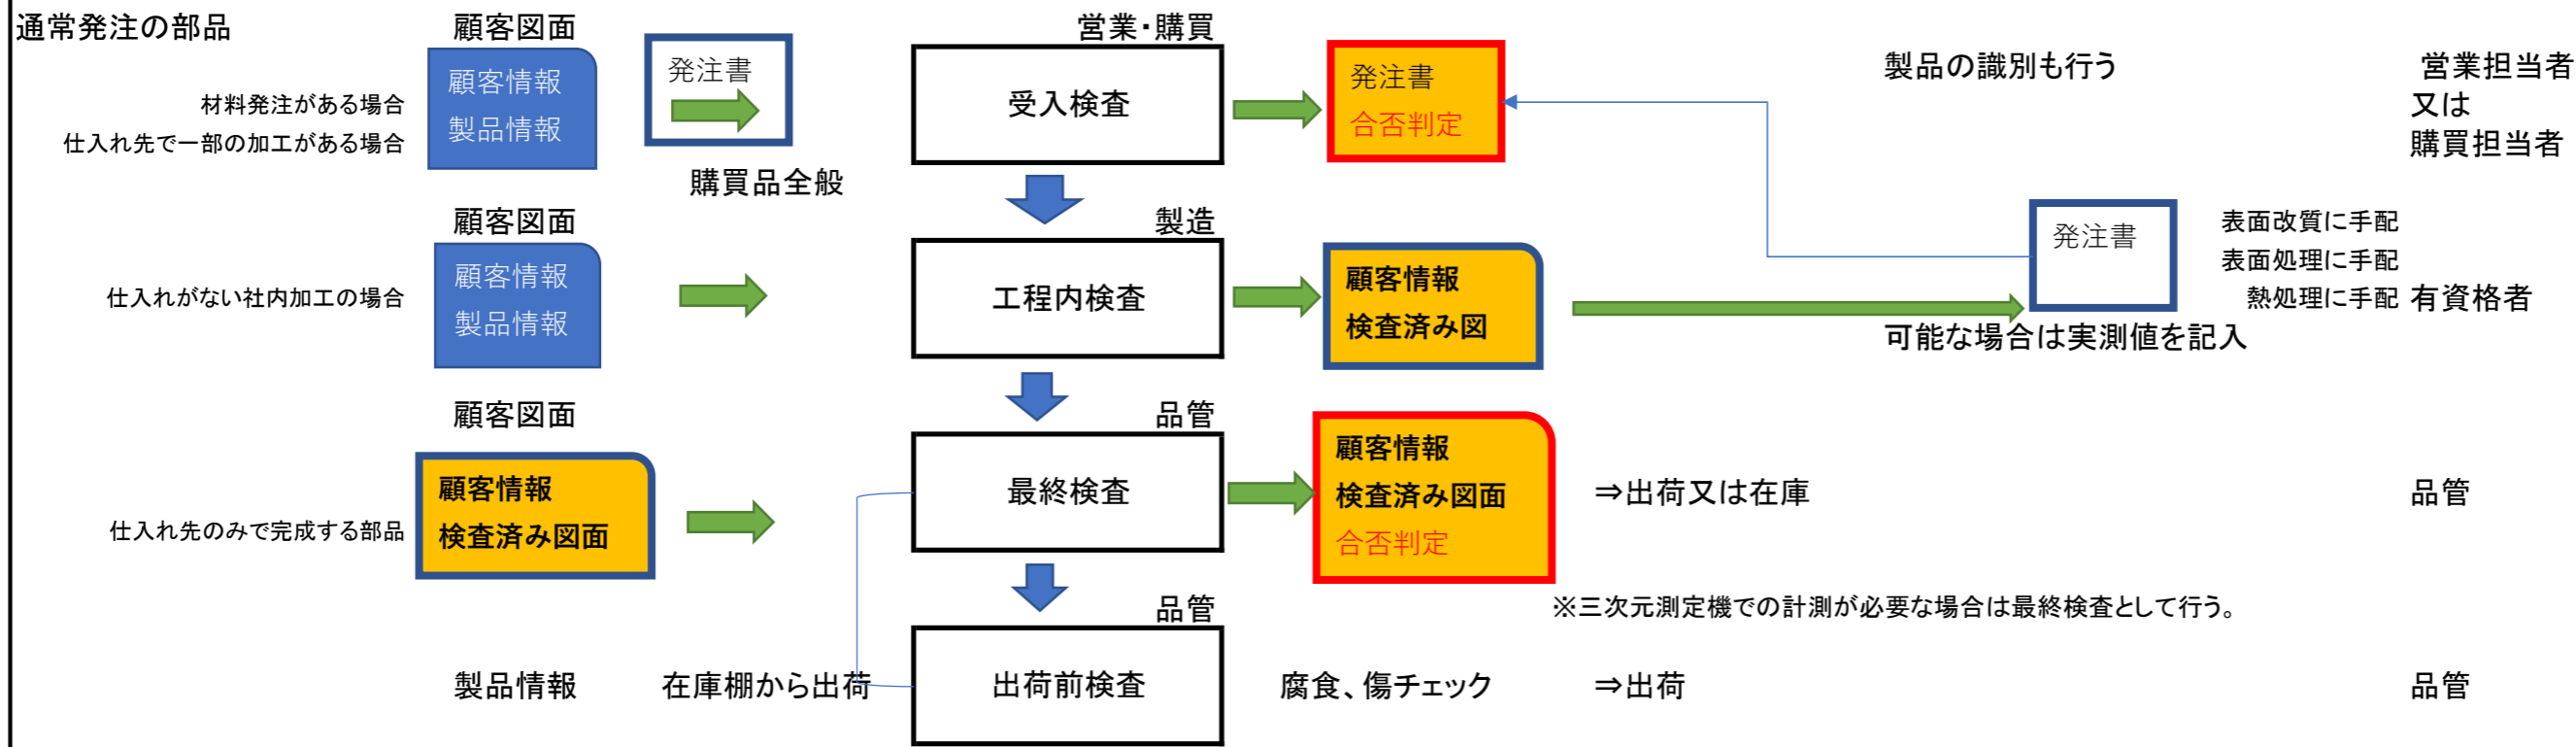 通常発注の部品
顧客図面
営業・購買
材料発注がある場合
仕入れ先で一部の加工がある場合
顧客情報
製品情報
発注書
購買品全般
受入検査
発注書
合否判定
製品の識別も行う
営業担当者
又は
購買担当者
顧客図面
製造
仕入れがない社内加工の場合
顧客情報
製品情報
工程内検査
顧客情報
検査済み図
発注書
表面改質に手配
表面処理に手配
熱処理に手配
有資格者
可能な場合は実測値を記入
顧客図面
品管
仕入れ先のみで完成する部品
顧客情報
検査済み図面
最終検査
顧客情報
検査済み図面
合否判定
⇒出荷又は在庫
品管
※三次元測定機での計測が必要な場合は最終検査として行う。
品管
製品情報
在庫棚から出荷
出荷前検査
腐食、傷チェック
⇒出荷
品管